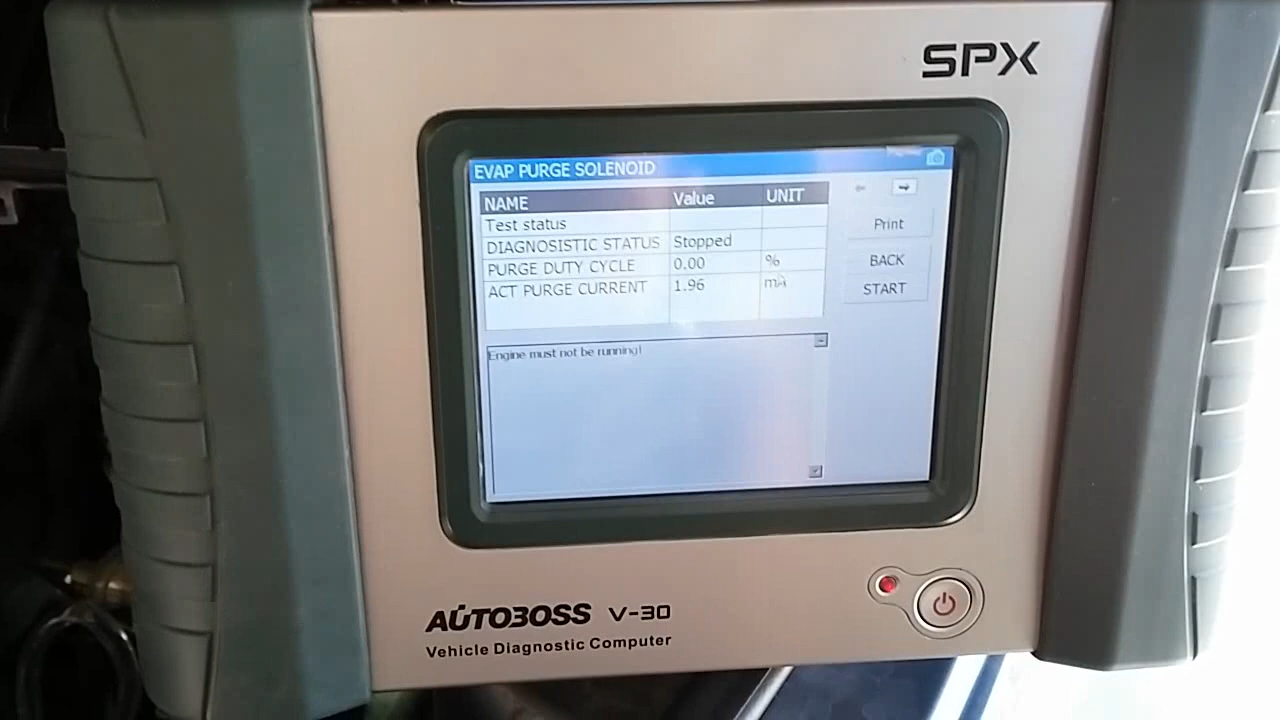 SPX
EVAP PURGE SOLENOID
NAME Value UNIT
Test status
DIAGNOSISTIC STATUS Stopped
PURGE DUTY CYCLE 0.00 %
ACT PURGE CURRENT 1.96 mA
Print
BACK
START
Engine must not be running!
AUTOBOSS V-30
Vehicle Diagnostic Computer